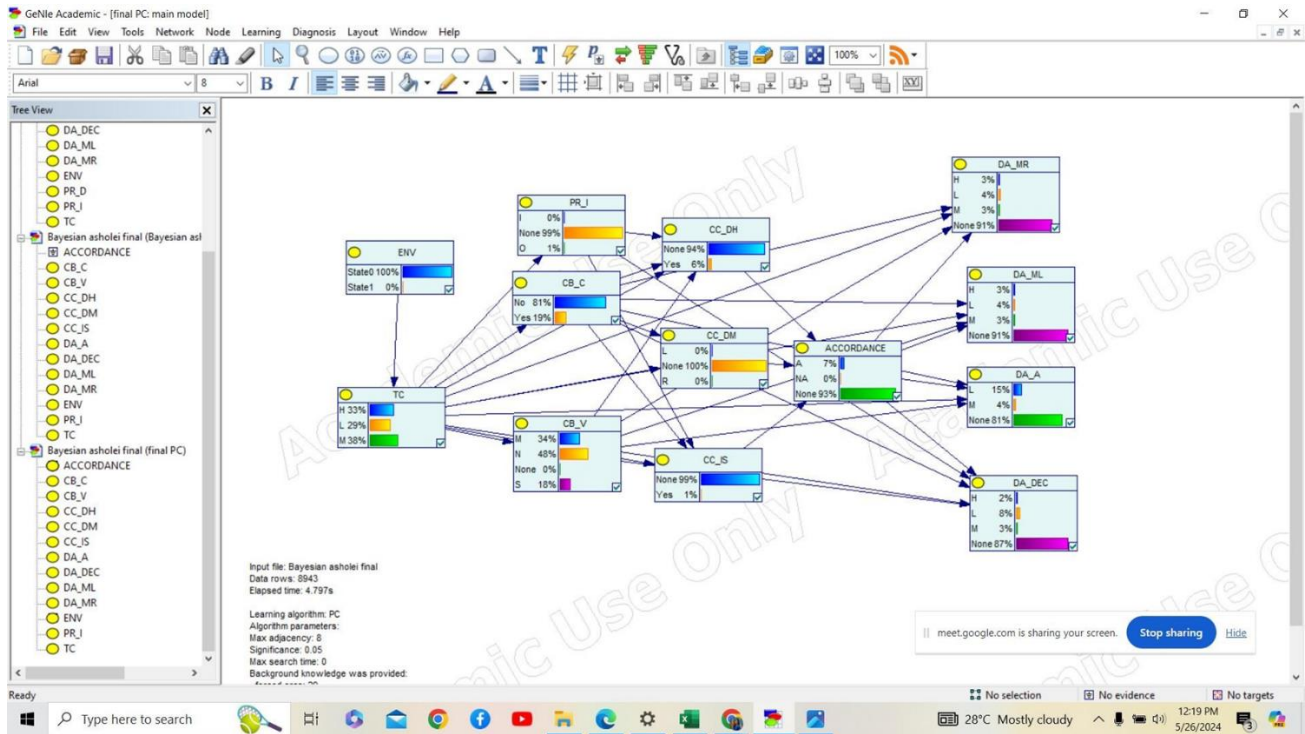 GeNIe Academic - [final PC: main model]
File Edit View Tools Network Node Learning Diagnosis Layout Window Help
100%
Arial 8 B I T A
Tree View
DA_DEC
DA_ML
DA_MR
ENV
PR_D
PR_I
TC
Bayesian asholei final (Bayesian ash
ACCORDANCE
CB_C
CB_V
CC_DH
CC_DM
CC_IS
DA_A
DA_DEC
DA_ML
DA_MR
ENV
PR_I
TC
Bayesian asholei final (final PC)
ACCORDANCE
CB_C
CB_V
CC_DH
CC_DM
CC_IS
DA_A
DA_DEC
DA_ML
DA_MR
ENV
PR_I
TC
ENV
State0 100%
State1 0%
TC
H 33%
L 29%
M 38%
PR_I
I 0%
None 99%
O 1%
CB_C
No 81%
Yes 19%
CB_V
M 34%
N 48%
None 0%
S 18%
CC_DH
None 94%
Yes 6%
CC_DM
L 0%
None 100%
R 0%
CC_IS
None 99%
Yes 1%
ACCORDANCE
A 7%
NA 0%
None 93%
DA_MR
H 3%
L 4%
M 3%
None 91%
DA_ML
H 3%
L 4%
M 3%
None 91%
DA_A
L 15%
M 4%
None 81%
DA_DEC
H 2%
L 8%
M 3%
None 87%
Input file: Bayesian asholei final
Data rows: 8943
Elapsed time: 4.797s
Learning algorithm: PC
Algorithm parameters:
Max adjacency: 8
Significance: 0.05
Max search time: 0
Background knowledge was provided:
Academic Use Only
meet.google.com is sharing your screen. Stop sharing Hide
Ready No selection No evidence No targets
Type here to search 28°C Mostly cloudy 12:19 PM
5/26/2024